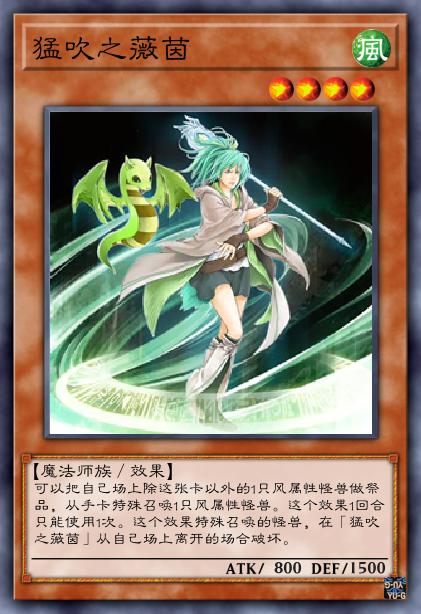 猛吹之薇茵
風
【魔法师族/效果】
可以把自己场上除这张卡以外的1只风属性怪兽做祭
品，从手卡特殊召唤1只风属性怪兽。这个效果1回合
只能使用1次。这个效果特殊召唤的怪兽，在「猛吹
之薇茵」从自己场上离开的场合破坏。
ATK/ 800 DEF/1500